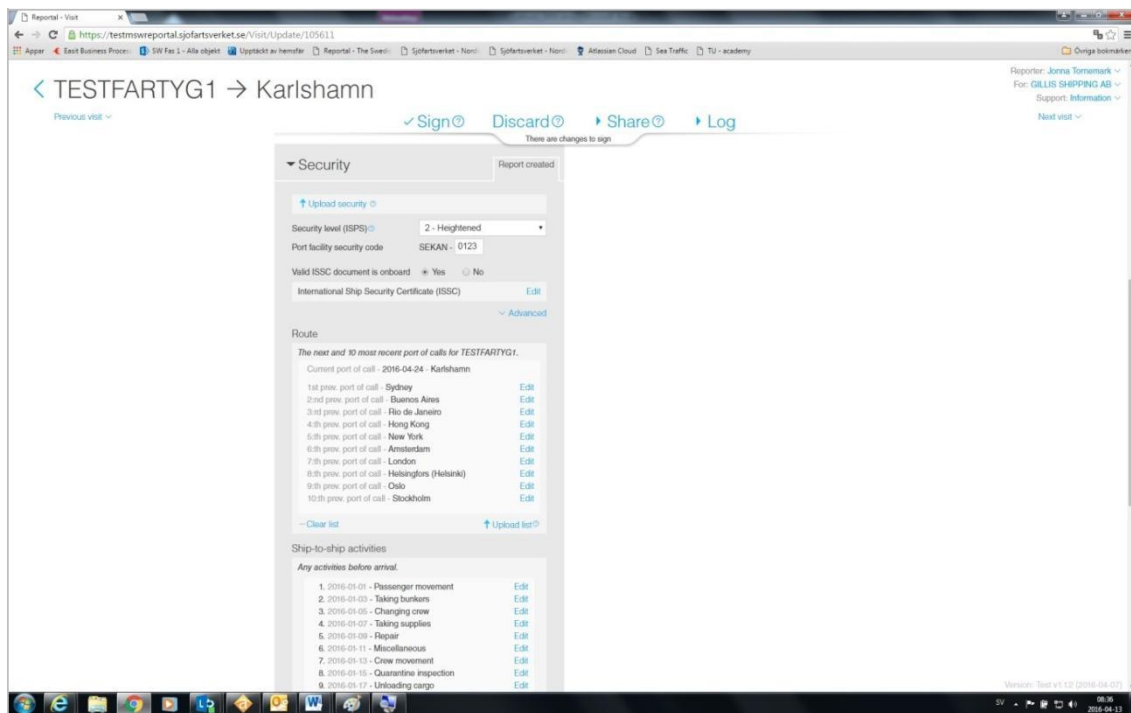 Reportal - Visit
https://testmswreportal.sjofartsverket.se/Visit/Update/105611
Appar Easit Business Proces SW Fas 1 - Alla objekt Upptäckt av hemsfär Reportal - The Swedi Sjöfartsverket - Nord Sjöfartsverket - Nord Atlassian Cloud Sea Traffic TU - academy Övriga bokmärken
Reporter: Jonna Tornemark
For: GILLIS SHIPPING AB
Support: Information
TESTFARTYG1 → Karlshamn
Previous visit
Next visit
✓ Sign Discard Share Log
There are changes to sign
Security Report created
Upload security
Security level (ISPS) 2 - Heightened
Port facility security code SEKAN - 0123
Valid ISSC document is onboard Yes No
International Ship Security Certificate (ISSC) Edit
Advanced
Route
The next and 10 most recent port of calls for TESTFARTYG1.
Current port of call - 2016-04-24 - Karlshamn
1st prev. port of call - Sydney Edit
2:nd prev. port of call - Buenos Aires Edit
3:rd prev. port of call - Rio de Janeiro Edit
4:th prev. port of call - Hong Kong Edit
5:th prev. port of call - New York Edit
6:th prev. port of call - Amsterdam Edit
7:th prev. port of call - London Edit
8:th prev. port of call - Helsingfors (Helsinki) Edit
9:th prev. port of call - Oslo Edit
10:th prev. port of call - Stockholm Edit
– Clear list Upload list
Ship-to-ship activities
Any activities before arrival.
1. 2016-01-01 - Passenger movement Edit
2. 2016-01-03 - Taking bunkers Edit
3. 2016-01-05 - Changing crew Edit
4. 2016-01-07 - Taking supplies Edit
5. 2016-01-09 - Repair Edit
6. 2016-01-11 - Miscellaneous Edit
7. 2016-01-13 - Crew movement Edit
8. 2016-01-15 - Quarantine inspection Edit
9. 2016-01-17 - Unloading cargo Edit
Version: Test v1.12 (2016-04-07)
SV
08:36
2016-04-13